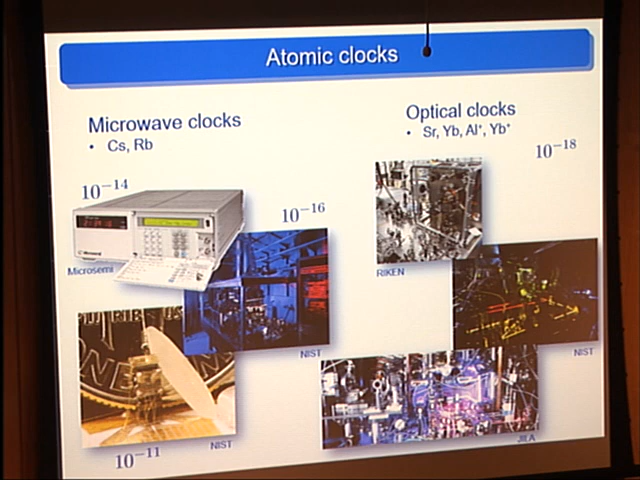 Atomic clocks
Microwave clocks
• Cs, Rb
10⁻¹⁴
10⁻¹⁶
Microsemi
NIST
NIST
10⁻¹¹
Optical clocks
• Sr, Yb, Al⁺, Yb⁺
10⁻¹⁸
RIKEN
NIST
JILA